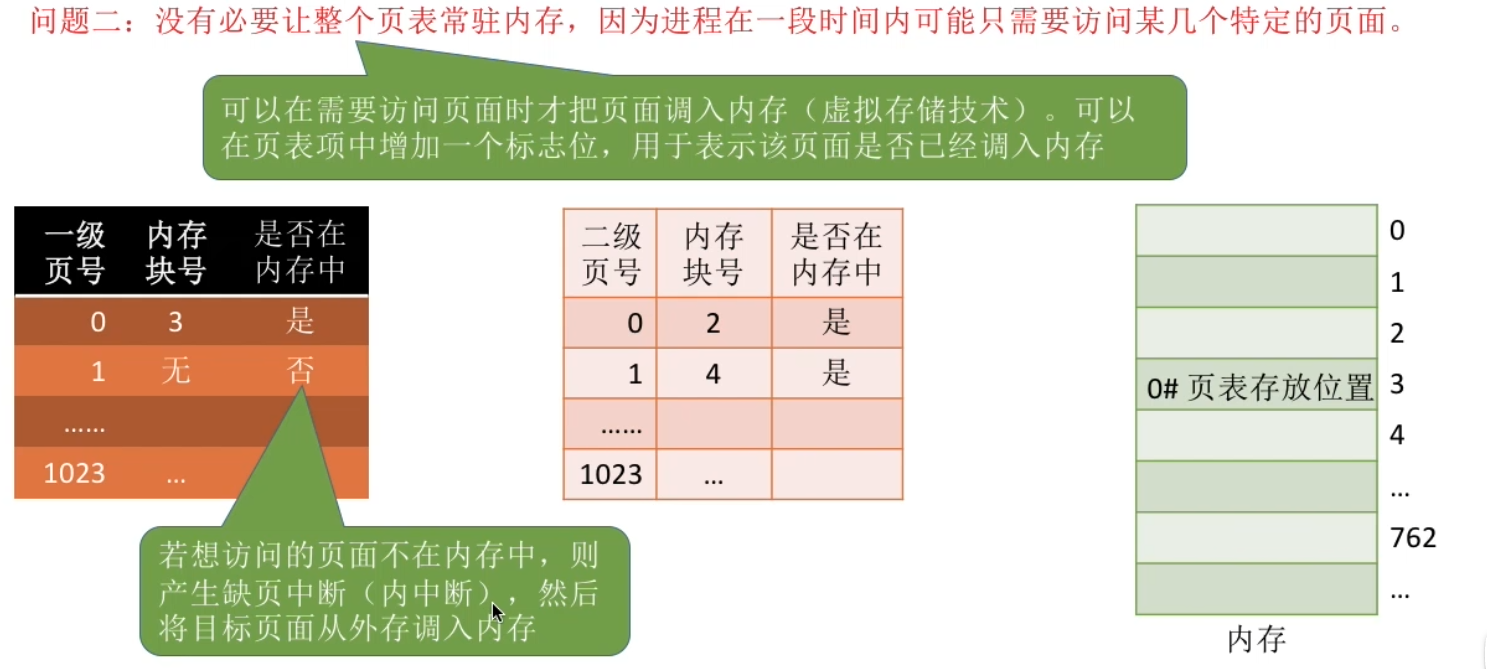 问题二：没有必要让整个页表常驻内存，因为进程在一段时间内可能只需要访问某几个特定的页面。
可以在需要访问页面时才把页面调入内存（虚拟存储技术）。可以
在页表项中增加一个标志位，用于表示该页面是否已经调入内存
一级 内存 是否在
页号 块号 内存中
0 3 是
1 无 否
……
1023 …
若想访问的页面不在内存中，则
产生缺页中断（内中断），然后
将目标页面从外存调入内存
二级 内存 是否在
页号 块号 内存中
0 2 是
1 4 是
……
1023 …
0
1
2
0# 页表存放位置 3
4
…
762
…
内存